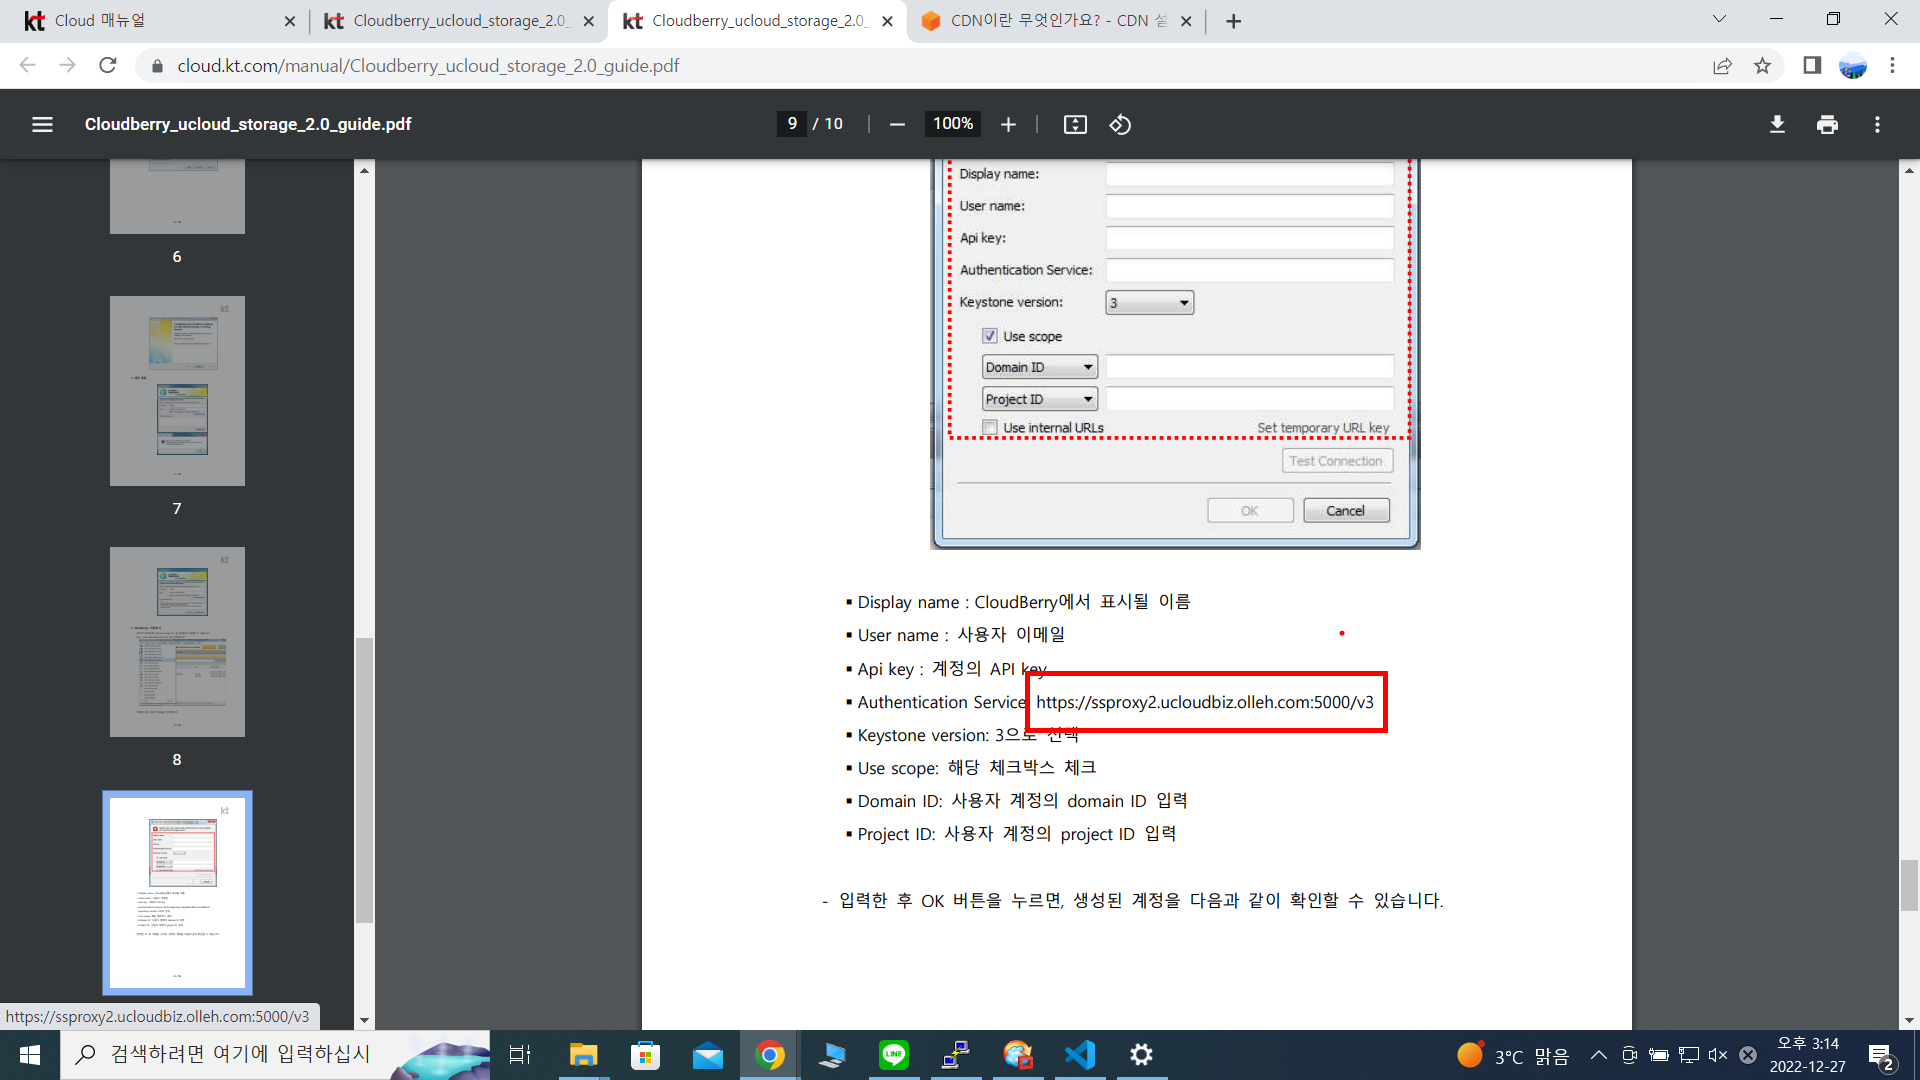 kt Cloud 매뉴얼
kt Cloudberry_ucloud_storage_2.0_
kt Cloudberry_ucloud_storage_2.0_
CDN이란 무엇인가요? - CDN 설
cloud.kt.com/manual/Cloudberry_ucloud_storage_2.0_guide.pdf
Cloudberry_ucloud_storage_2.0_guide.pdf
9 / 10
100%
6
kt
7
kt
8
kt
Display name:
User name:
Api key:
Authentication Service:
Keystone version:
3
Use scope
Domain ID
Project ID
Use internal URLs
Set temporary URL key
Test Connection
OK
Cancel
▪ Display name : CloudBerry에서 표시될 이름
▪ User name : 사용자 이메일
▪ Api key : 계정의 API key
▪ Authentication Service https://ssproxy2.ucloudbiz.olleh.com:5000/v3
▪ Keystone version: 3으로 선택
▪ Use scope: 해당 체크박스 체크
▪ Domain ID: 사용자 계정의 domain ID 입력
▪ Project ID: 사용자 계정의 project ID 입력
- 입력한 후 OK 버튼을 누르면, 생성된 계정을 다음과 같이 확인할 수 있습니다.
https://ssproxy2.ucloudbiz.olleh.com:5000/v3
검색하려면 여기에 입력하십시
LINE
3°C 맑음
오후 3:14
2022-12-27
2